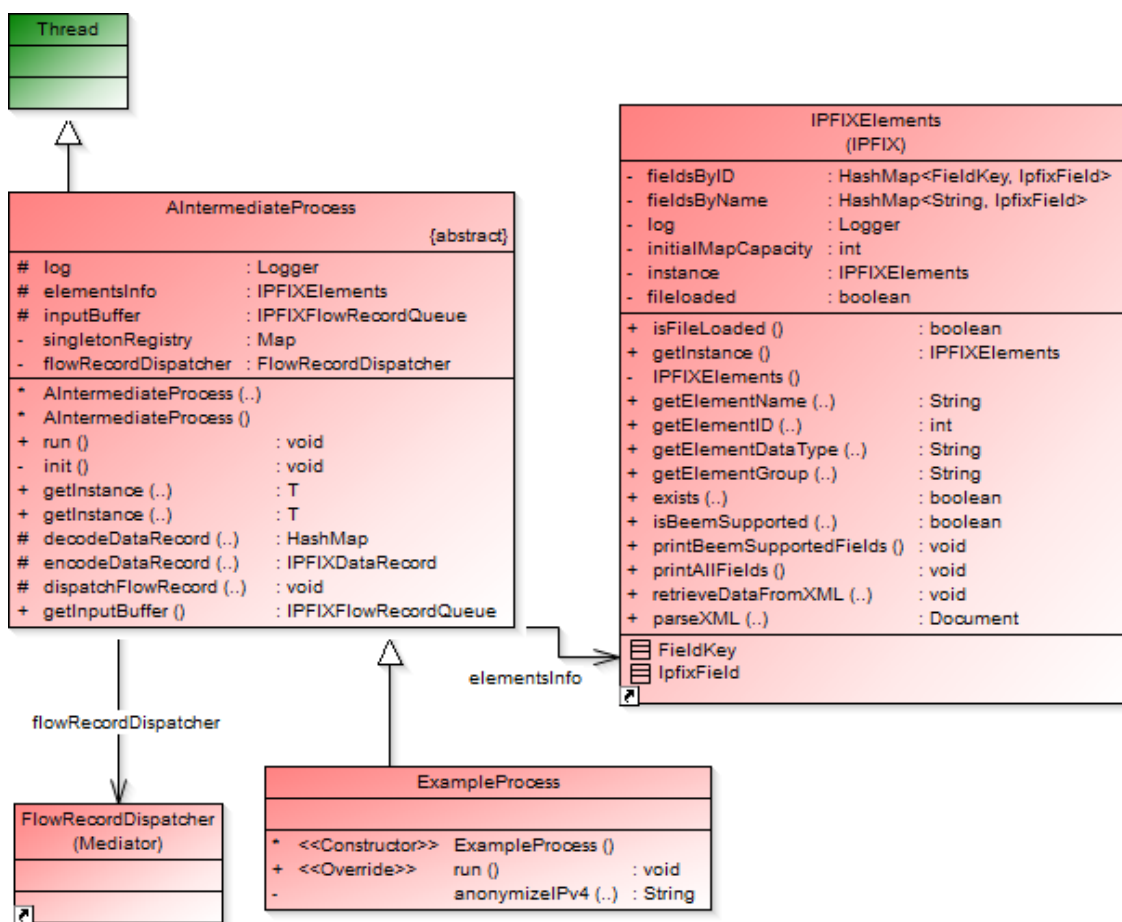 Thread
AIntermediateProcess
{abstract}
# log : Logger
# elementsInfo : IPFIXElements
# inputBuffer : IPFIXFlowRecordQueue
- singletonRegistry : Map
- flowRecordDispatcher : FlowRecordDispatcher
* AIntermediateProcess (..)
* AIntermediateProcess ()
+ run () : void
- init () : void
+ getInstance (..) : T
+ getInstance (..) : T
# decodeDataRecord (..) : HashMap
# encodeDataRecord (..) : IPFIXDataRecord
# dispatchFlowRecord (..) : void
+ getInputBuffer () : IPFIXFlowRecordQueue
IPFIXElements
(IPFIX)
- fieldsByID : HashMap<FieldKey, IpfixField>
- fieldsByName : HashMap<String, IpfixField>
- log : Logger
- initialMapCapacity : int
- instance : IPFIXElements
- fileloaded : boolean
+ isFileLoaded () : boolean
+ getInstance () : IPFIXElements
- IPFIXElements ()
+ getElementName (..) : String
+ getElementID (..) : int
+ getElementDataType (..) : String
+ getElementGroup (..) : String
+ exists (..) : boolean
+ isBeemSupported (..) : boolean
+ printBeemSupportedFields () : void
+ printAllFields () : void
+ retrieveDataFromXML (..) : void
+ parseXML (..) : Document
FieldKey
IpfixField
elementsInfo
flowRecordDispatcher
FlowRecordDispatcher
(Mediator)
ExampleProcess
* <<Constructor>> ExampleProcess ()
+ <<Override>> run () : void
- anonymizeIPv4 (..) : String